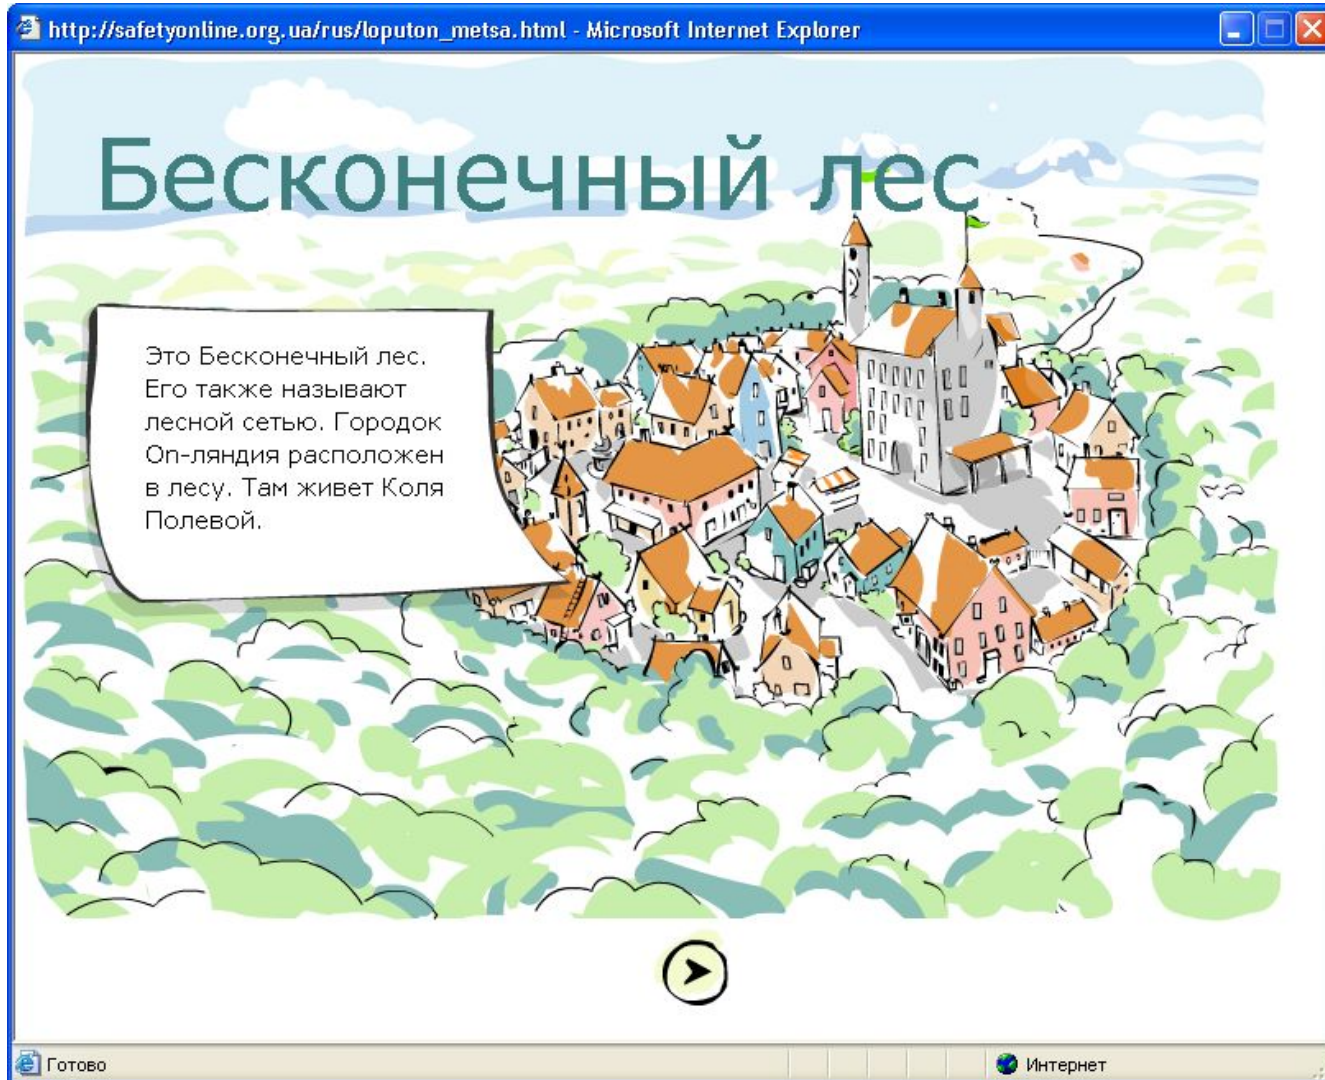 http://safetyonline.org.ua/rus/loputon_metsa.html - Microsoft Internet Explorer
Бесконечный лес
Это Бесконечный лес.
Его также называют
лесной сетью. Городок
On-ляндия расположен
в лесу. Там живет Коля
Полевой.
Готово
Интернет